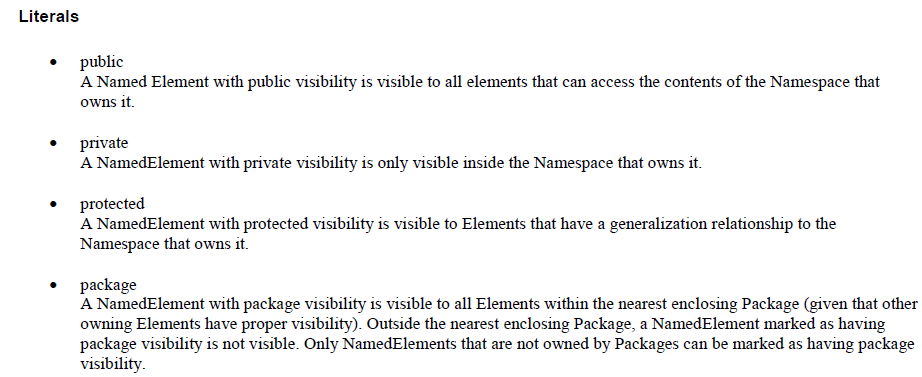 Literals
• public
A Named Element with public visibility is visible to all elements that can access the contents of the Namespace that
owns it.
• private
A NamedElement with private visibility is only visible inside the Namespace that owns it.
• protected
A NamedElement with protected visibility is visible to Elements that have a generalization relationship to the
Namespace that owns it.
• package
A NamedElement with package visibility is visible to all Elements within the nearest enclosing Package (given that other
owning Elements have proper visibility). Outside the nearest enclosing Package, a NamedElement marked as having
package visibility is not visible. Only NamedElements that are not owned by Packages can be marked as having package
visibility.